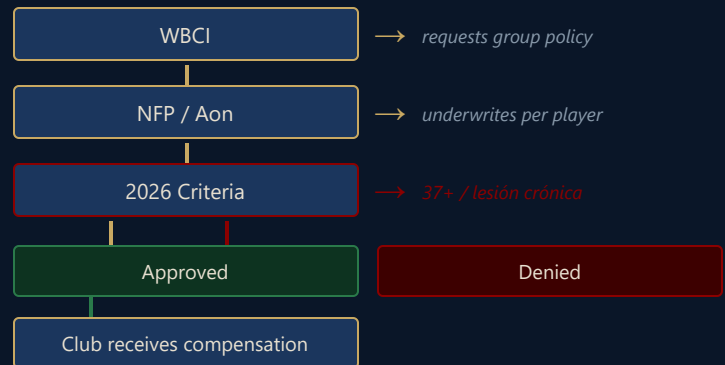 WBCI → requests group policy
NFP / Aon → underwrites per player
2026 Criteria → 37+ / lesión crónica
Approved
Denied
Club receives compensation